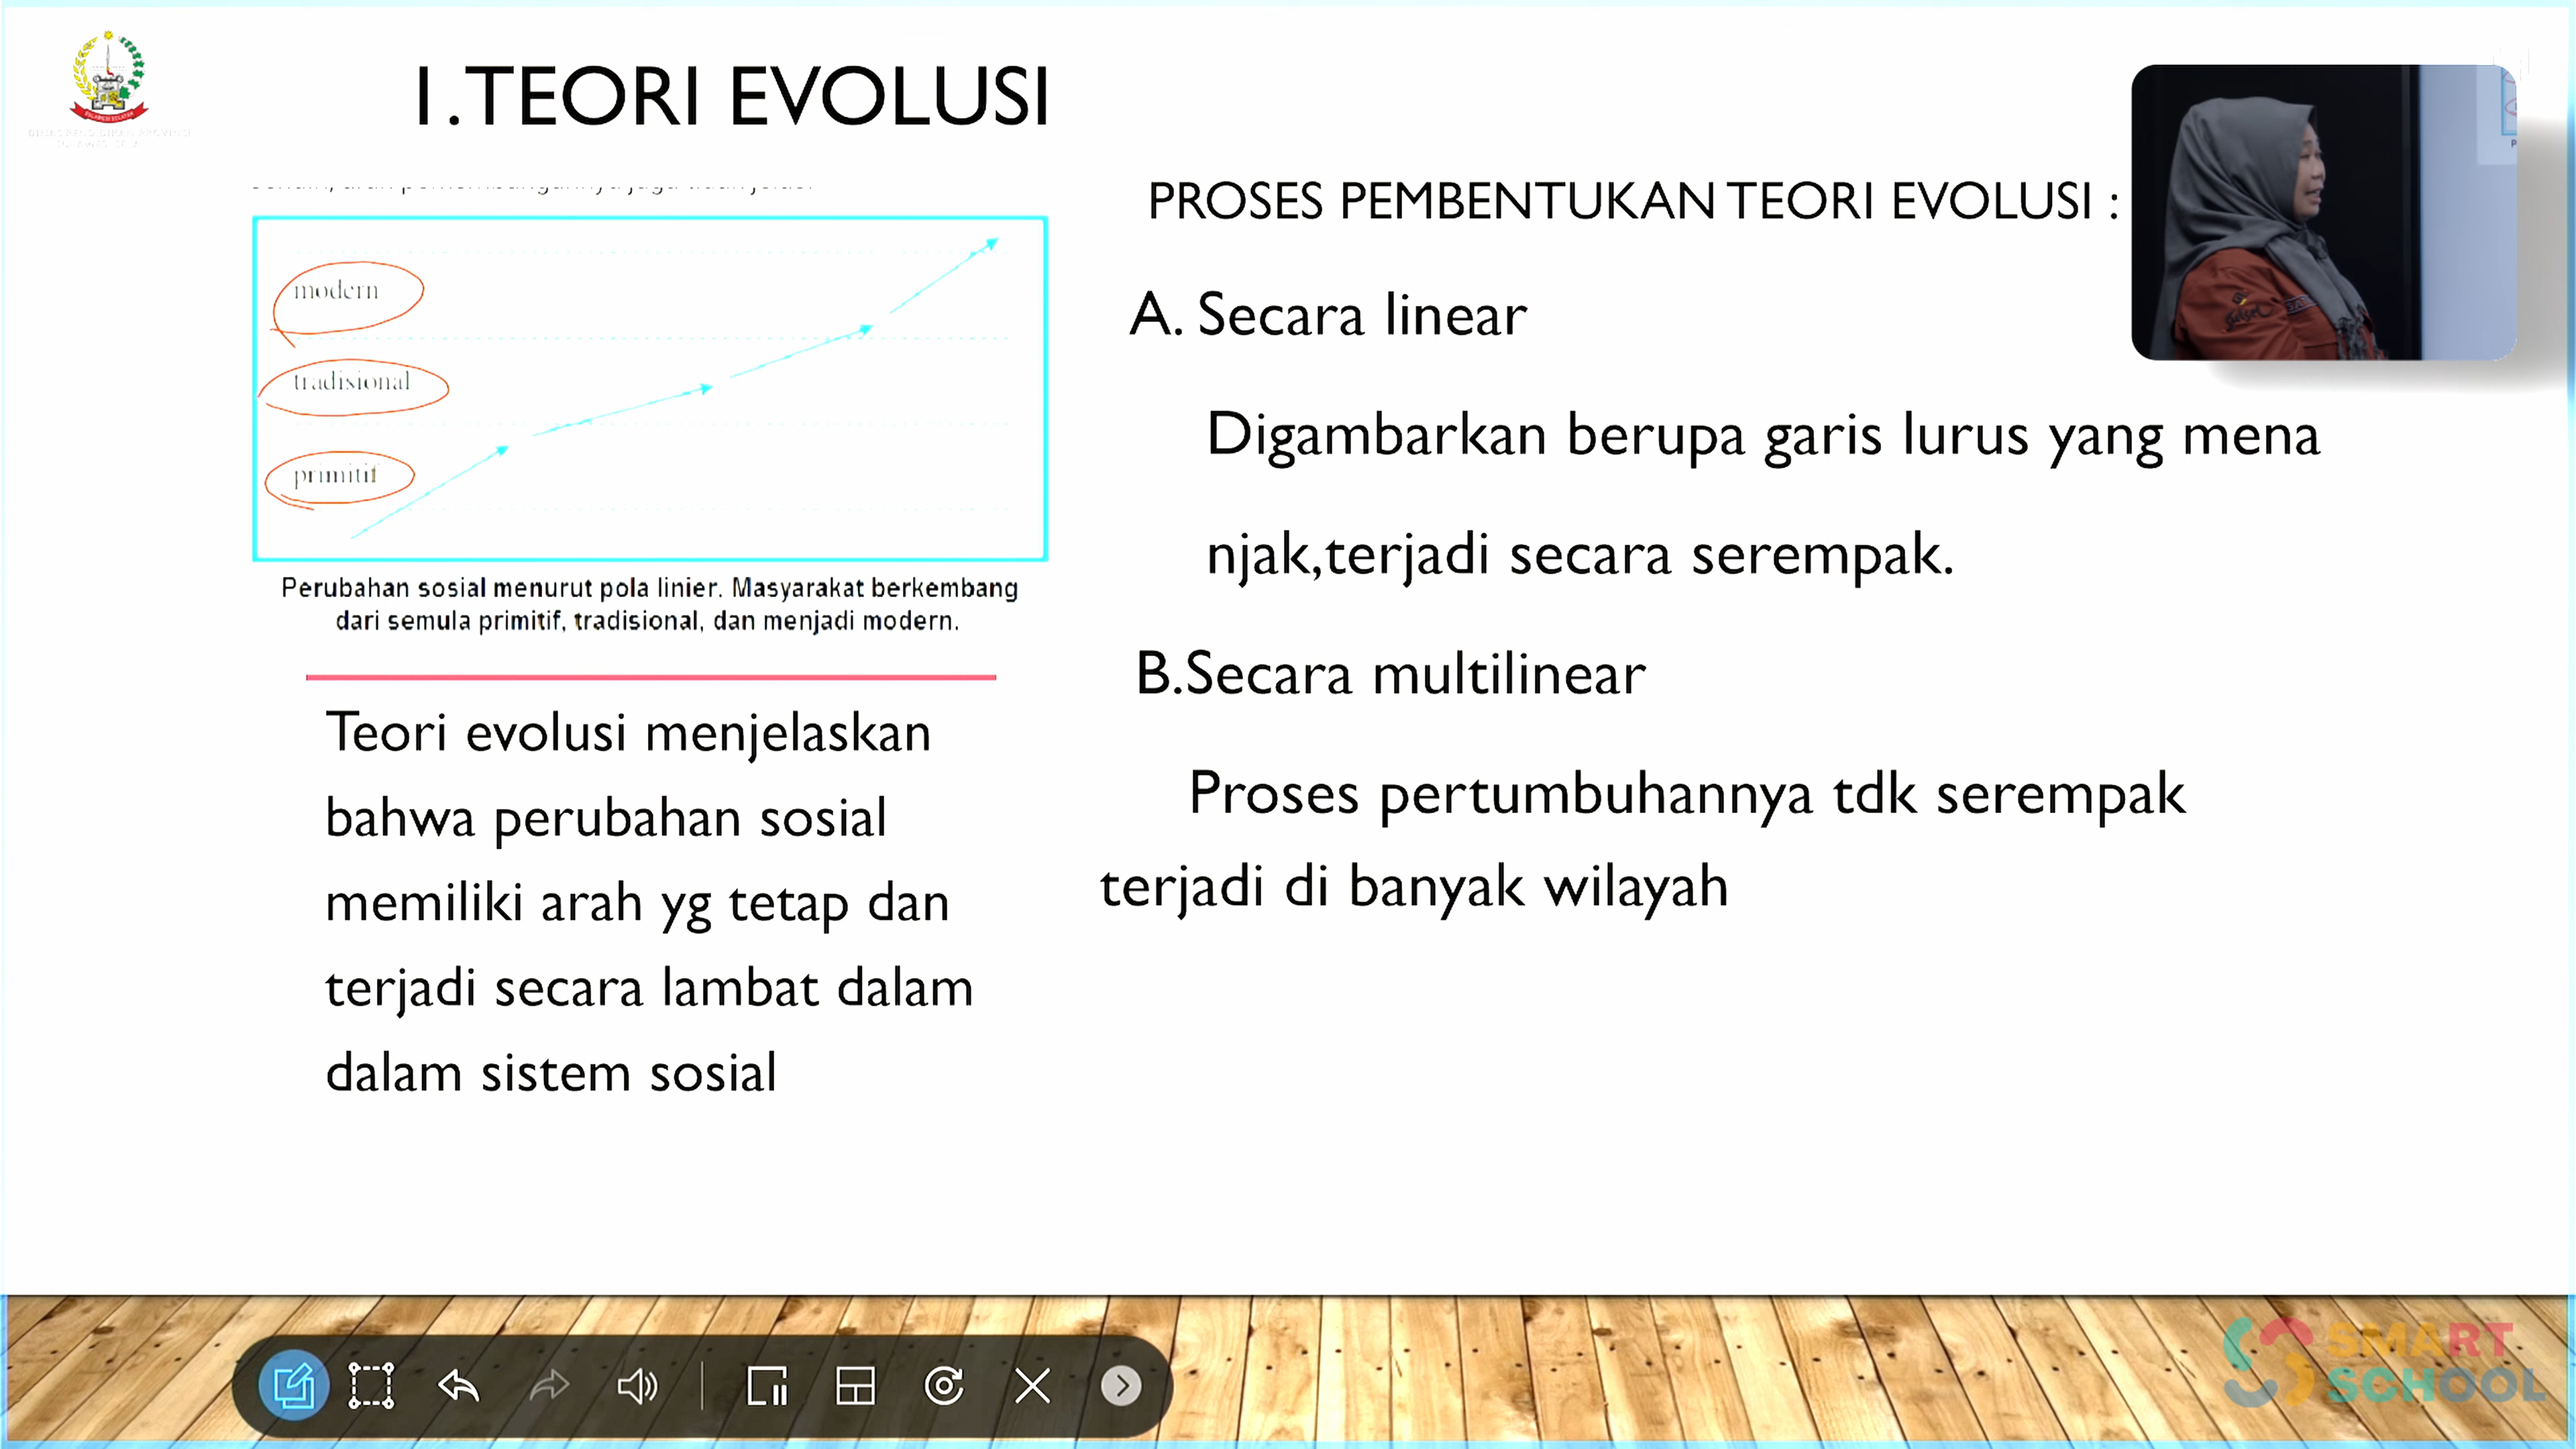 1.TEORI EVOLUSI
modern
tradisional
primitif
Perubahan sosial menurut pola linier. Masyarakat berkembang
dari semula primitif, tradisional, dan menjadi modern.
Teori evolusi menjelaskan
bahwa perubahan sosial
memiliki arah yg tetap dan
terjadi secara lambat dalam
dalam sistem sosial
PROSES PEMBENTUKAN TEORI EVOLUSI :
A. Secara linear
Digambarkan berupa garis lurus yang mena
njak,terjadi secara serempak.
B.Secara multilinear
Proses pertumbuhannya tdk serempak
terjadi di banyak wilayah
SMART
SCHOOL